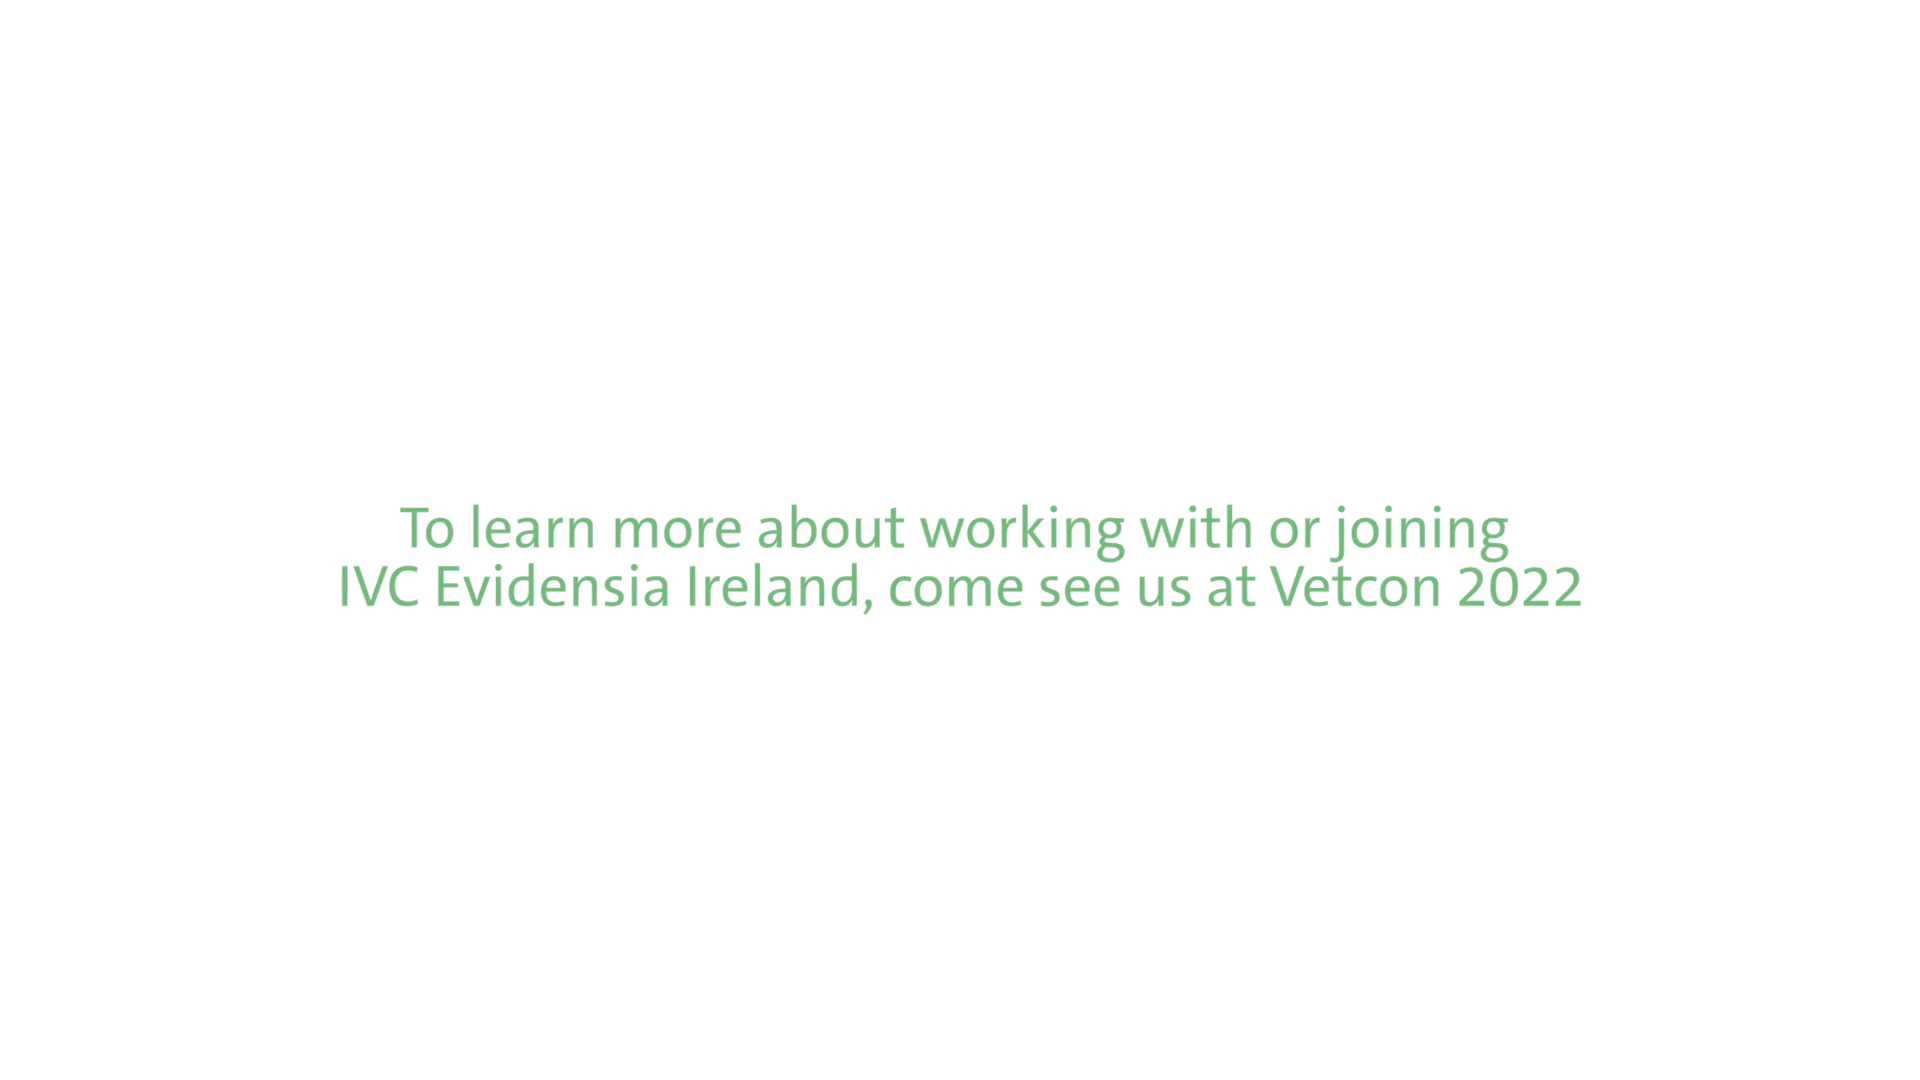 To learn more about working with or joining
IVC Evidensia Ireland, come see us at Vetcon 2022